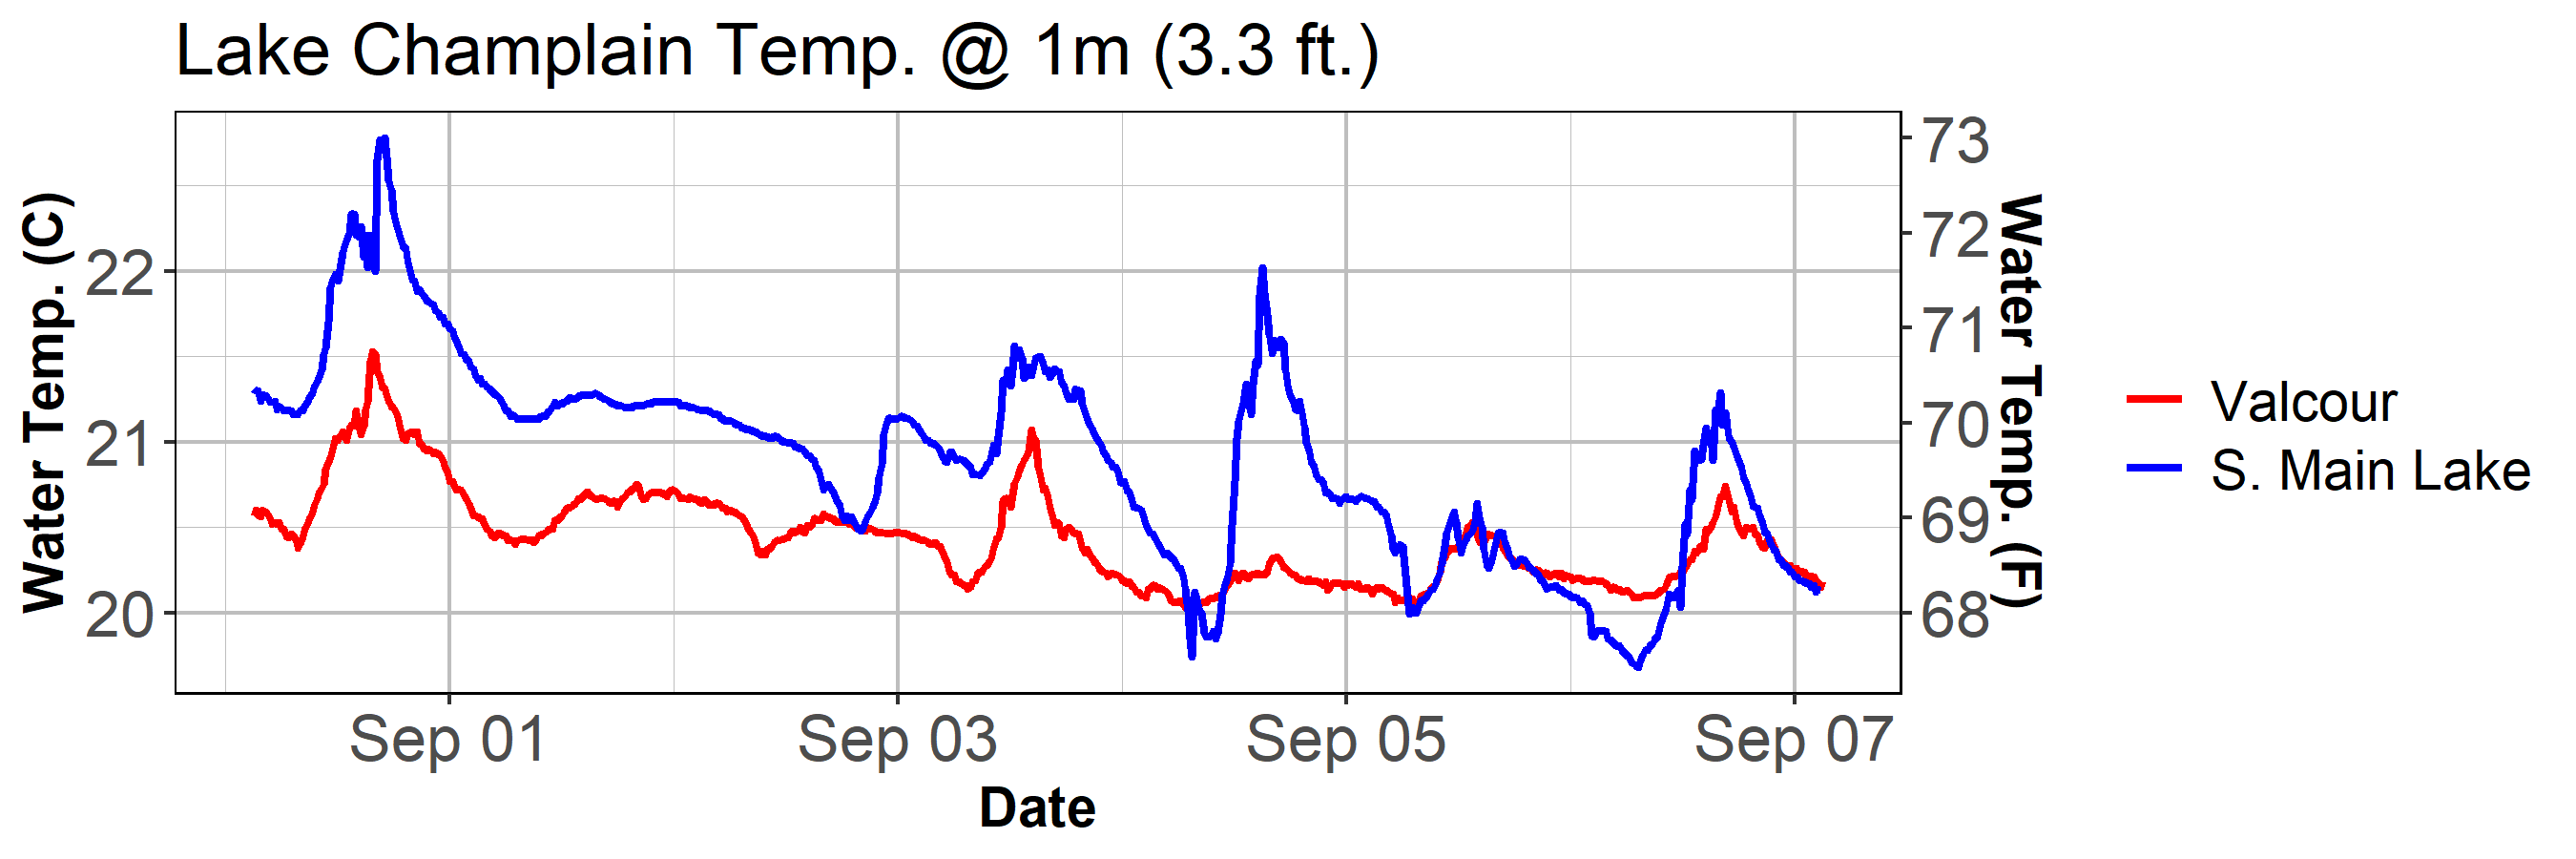 Lake Champlain Temp. @ 1m (3.3 ft.)
Water Temp. (C)
22
21
20
73
72
71
70
69
68
Water Temp. (F)
Sep 01
Sep 03
Sep 05
Sep 07
Date
Valcour
S. Main Lake